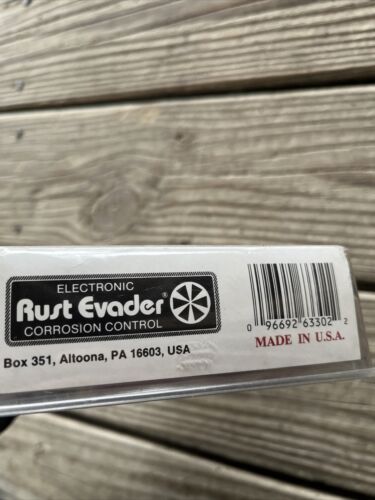 ELECTRONIC
Rust Evader®
CORROSION CONTROL
Box 351, Altoona, PA 16603, USA
0 96692 63302 2
MADE IN U.S.A.